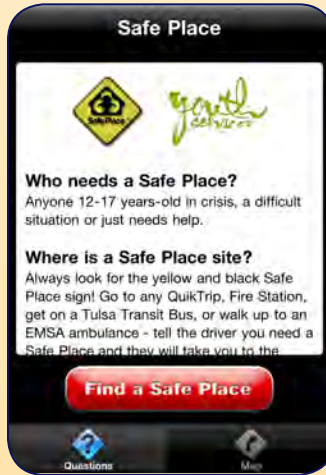 Safe Place
Safe Place
youth
services
Who needs a Safe Place?
Anyone 12-17 years-old in crisis, a difficult
situation or just needs help.
Where is a Safe Place site?
Always look for the yellow and black Safe
Place sign! Go to any QuikTrip, Fire Station,
get on a Tulsa Transit Bus, or walk up to an
EMSA ambulance - tell the driver you need a
Safe Place and they will take you to the
Find a Safe Place
Questions
Map